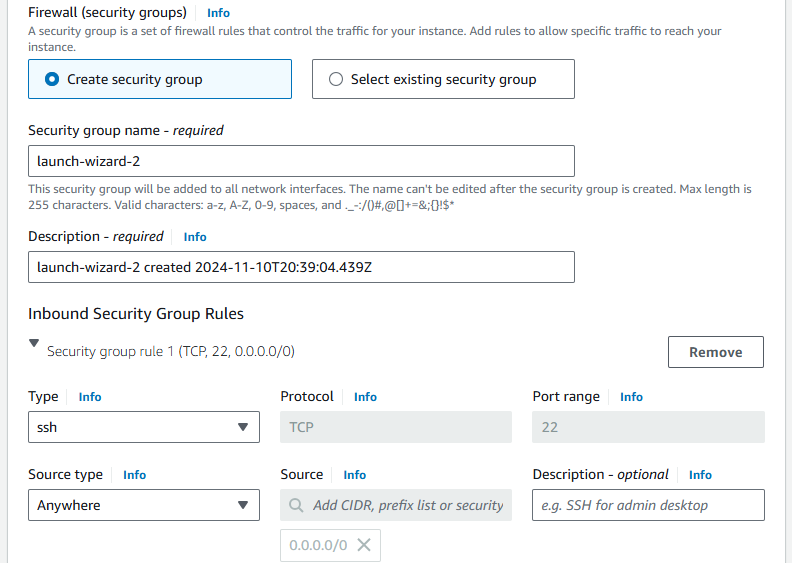 Firewall (security groups) Info
A security group is a set of firewall rules that control the traffic for your instance. Add rules to allow specific traffic to reach your
instance.
Create security group
Select existing security group
Security group name - required
launch-wizard-2
This security group will be added to all network interfaces. The name can't be edited after the security group is created. Max length is
255 characters. Valid characters: a-z, A-Z, 0-9, spaces, and ._-:/()#,@[]+=&;{}!$*
Description - required Info
launch-wizard-2 created 2024-11-10T20:39:04.439Z
Inbound Security Group Rules
Security group rule 1 (TCP, 22, 0.0.0.0/0)
Remove
Type Info
Protocol Info
Port range Info
ssh
TCP
22
Source type Info
Source Info
Description - optional Info
Anywhere
Add CIDR, prefix list or security
e.g. SSH for admin desktop
0.0.0.0/0